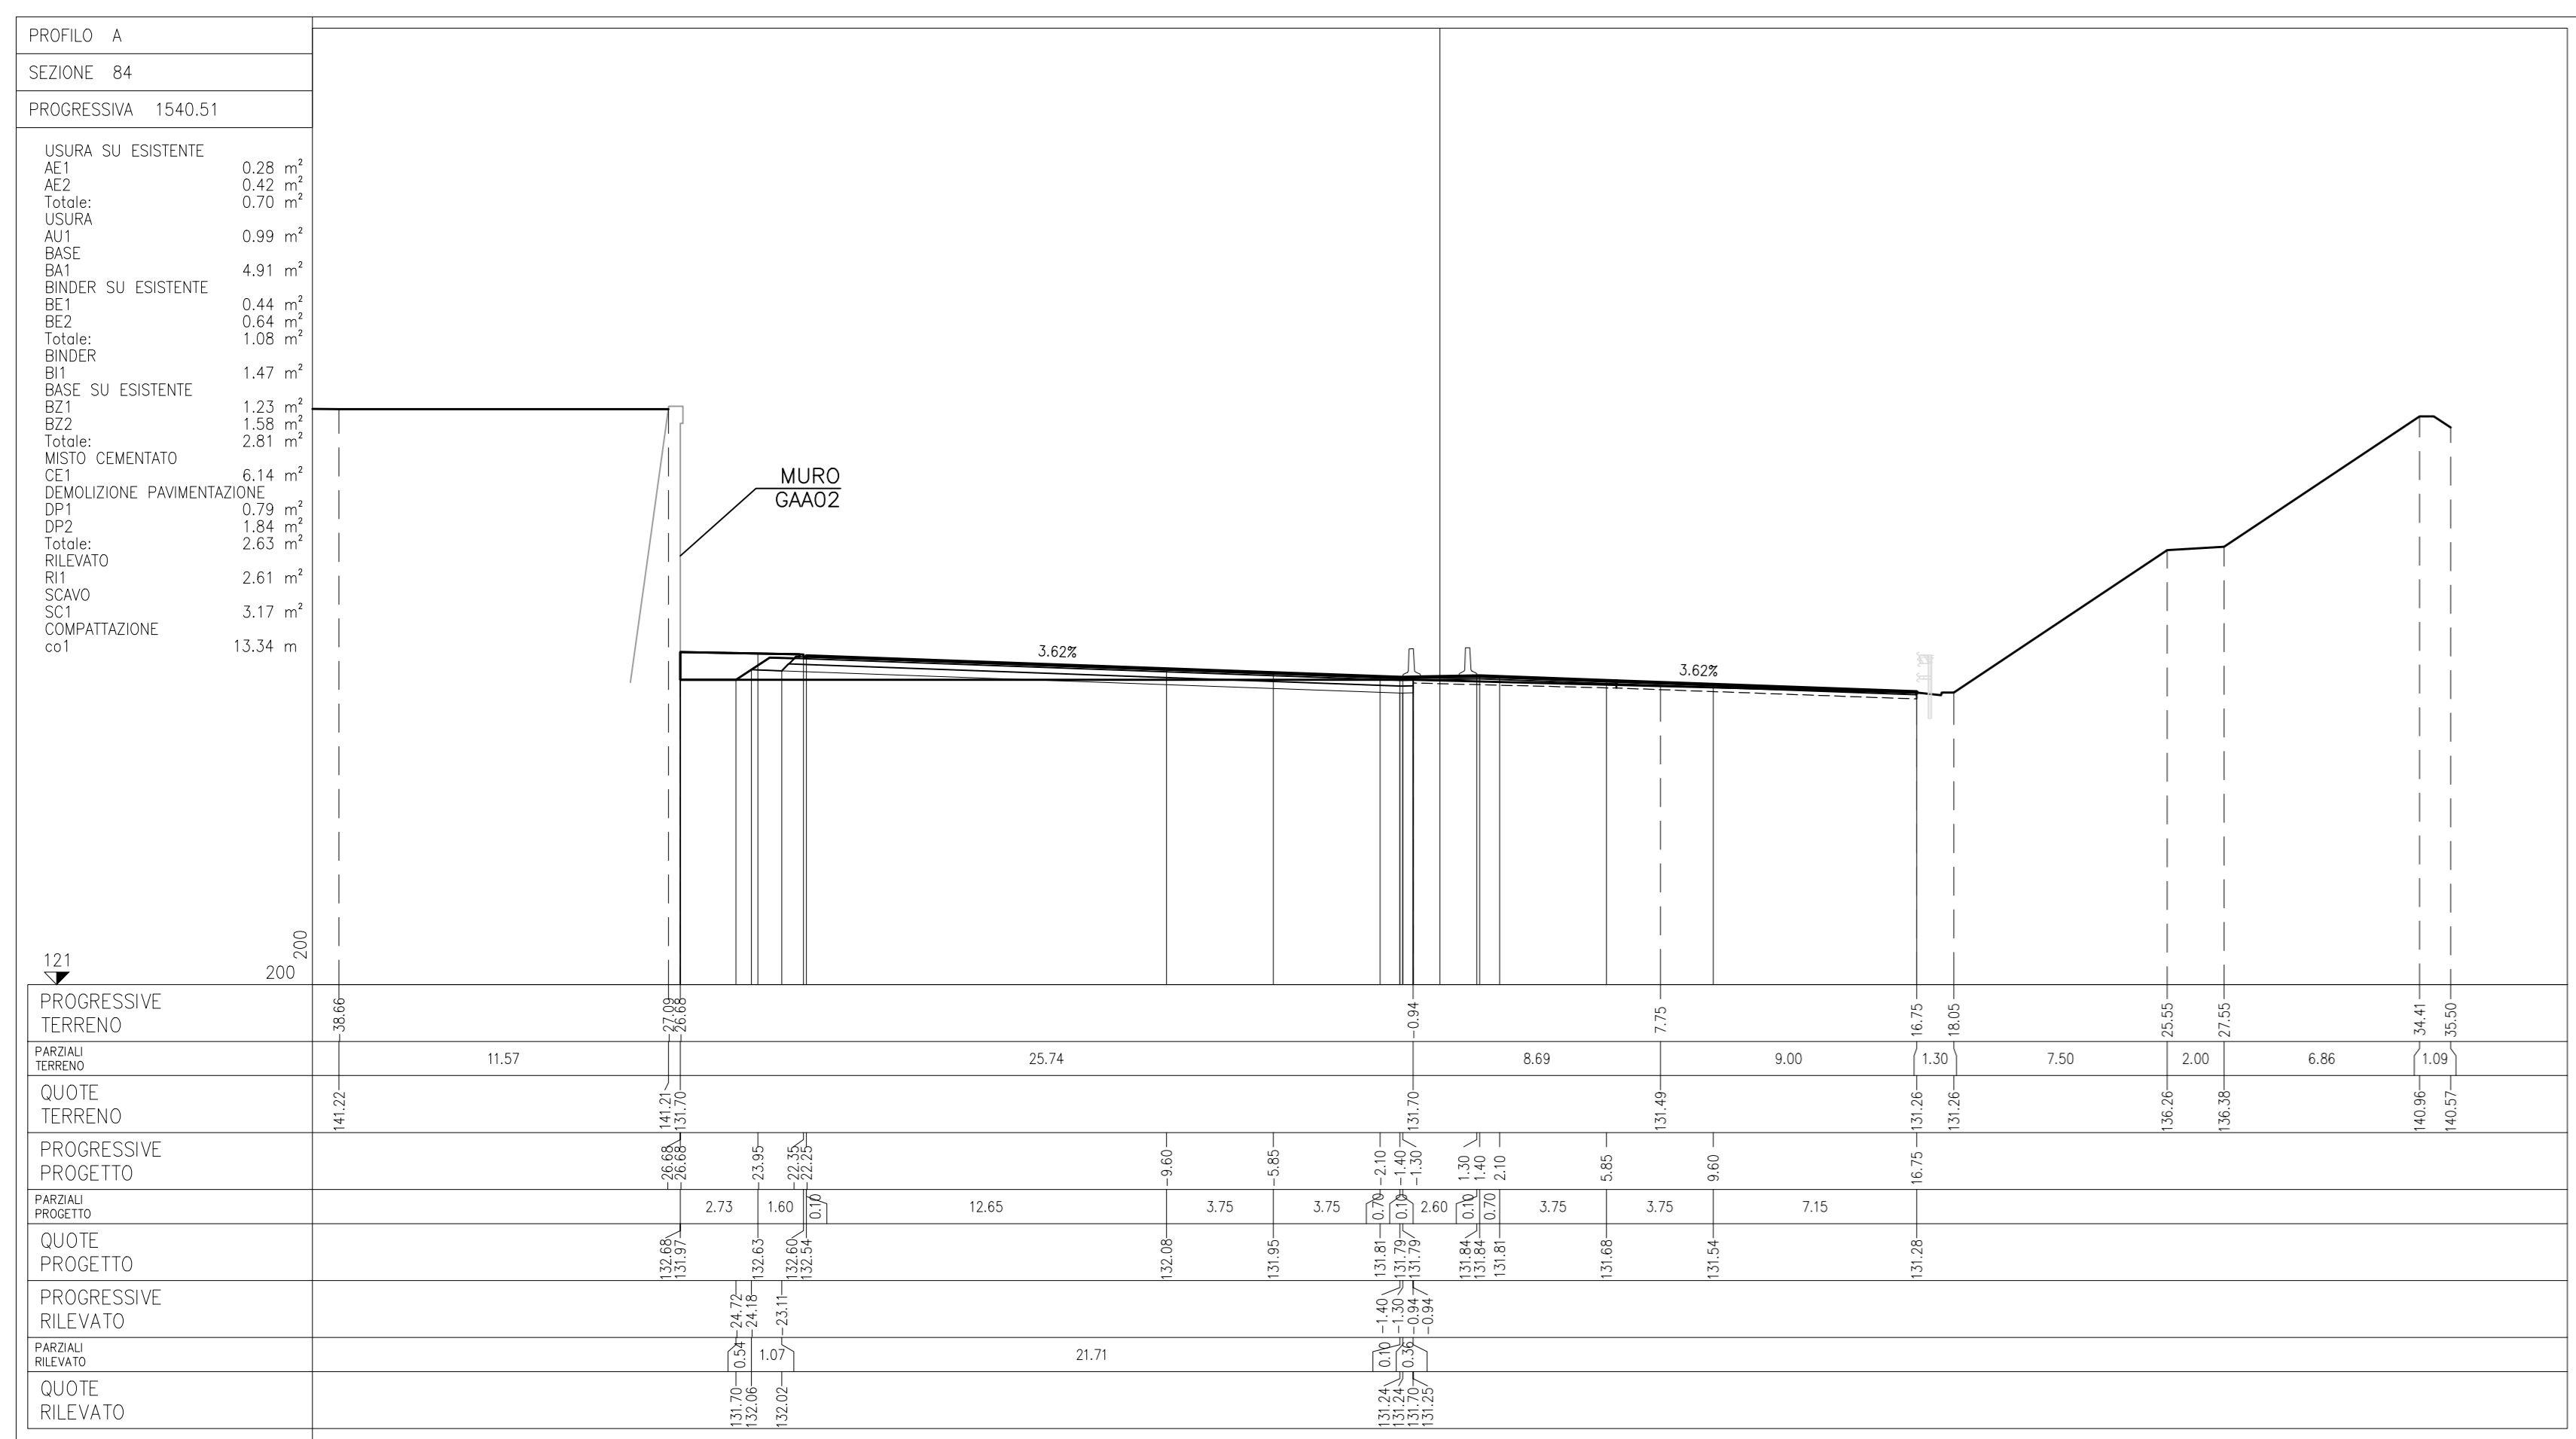 PROFILO A
SEZIONE 84
PROGRESSIVA 1540.51
USURA SU ESISTENTE
AE1 0.28 m²
AE2 0.42 m²
Totale: 0.70 m²
USURA
AU1 0.99 m²
BASE
BA1 4.91 m²
BINDER SU ESISTENTE
BE1 0.44 m²
BE2 0.64 m²
Totale: 1.08 m²
BINDER
BI1 1.47 m²
BASE SU ESISTENTE
BZ1 1.23 m²
BZ2 1.58 m²
Totale: 2.81 m²
MISTO CEMENTATO
CE1 6.14 m²
DEMOLIZIONE PAVIMENTAZIONE
DP1 0.79 m²
DP2 1.84 m²
Totale: 2.63 m²
RILEVATO
RI1 2.61 m²
SCAVO
SC1 3.17 m²
COMPATTAZIONE
co1 13.34 m
MURO
GAA02
3.62%
3.62%
121
200
200
PROGRESSIVE
TERRENO
-38.66 -27.09 -26.68 -0.94 7.75 16.75 18.05 25.55 27.55 34.41 35.50
PARZIALI
TERRENO
11.57 25.74 8.69 9.00 1.30 7.50 2.00 6.86 1.09
QUOTE
TERRENO
141.22 141.21 131.70 131.70 131.49 131.26 131.26 136.26 136.38 140.96 140.57
PROGRESSIVE
PROGETTO
-26.68 -26.68 -23.95 -22.35 -22.25 -9.60 -5.85 -2.10 -1.40 -1.30 1.30 1.40 2.10 5.85 9.60 16.75
PARZIALI
PROGETTO
2.73 1.60 0.10 12.65 3.75 3.75 0.70 0.10 2.60 0.10 0.70 3.75 3.75 7.15
QUOTE
PROGETTO
132.68 131.97 132.63 132.60 132.54 132.08 131.95 131.81 131.79 131.79 131.84 131.84 131.81 131.68 131.54 131.28
PROGRESSIVE
RILEVATO
-24.72 -24.18 -23.11 -1.40 -1.30 -0.94 -0.94
PARZIALI
RILEVATO
0.54 1.07 21.71 0.10 0.36
QUOTE
RILEVATO
131.70 132.06 132.02 131.24 131.24 131.70 131.25